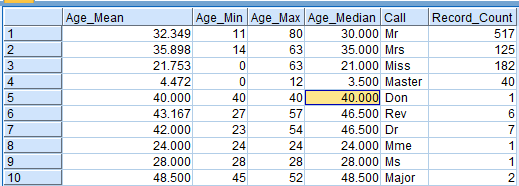 Age_Mean Age_Min Age_Max Age_Median Call Record_Count
1 32.349 11 80 30.000 Mr 517
2 35.898 14 63 35.000 Mrs 125
3 21.753 0 63 21.000 Miss 182
4 4.472 0 12 3.500 Master 40
5 40.000 40 40 40.000 Don 1
6 43.167 27 57 46.500 Rev 6
7 42.000 23 54 46.500 Dr 7
8 24.000 24 24 24.000 Mme 1
9 28.000 28 28 28.000 Ms 1
10 48.500 45 52 48.500 Major 2